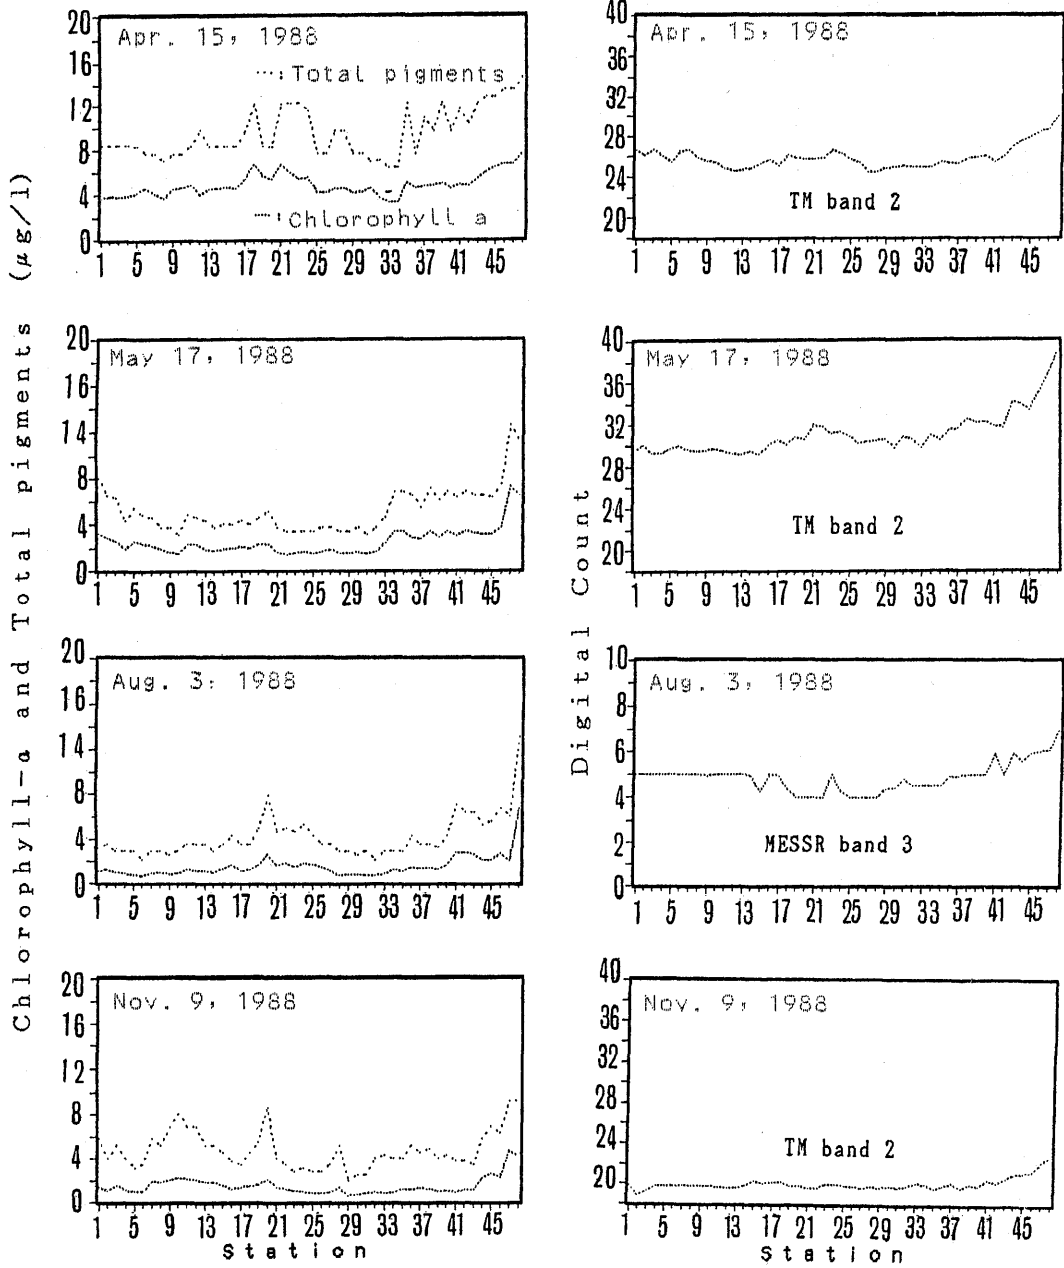 Chlorophyll-a and Total pigments (μg/l)
20
16
12
8
4
0
Apr. 15, 1988
: Total pigments
: Chlorophyll a
1 5 9 13 17 21 25 29 33 37 41 45
40
36
32
28
24
20
Apr. 15, 1988
TM band 2
1 5 9 13 17 21 25 29 33 37 41 45
20
16
14
8
4
0
May 17, 1988
1 5 9 13 17 21 25 29 33 37 41 45
Digital Count
40
36
32
28
24
20
May 17, 1988
TM band 2
1 5 9 13 17 21 25 29 33 37 41 45
20
16
14
8
4
0
Aug. 3, 1988
1 5 9 13 17 21 25 29 33 37 41 45
10
8
6
4
2
0
Aug. 3, 1988
MESSR band 3
1 5 9 13 17 21 25 29 33 37 41 45
20
16
12
8
4
0
Nov. 9, 1988
1 5 9 13 17 21 25 29 33 37 41 45
Station
40
36
32
28
24
20
Nov. 9, 1988
TM band 2
1 5 9 13 17 21 25 29 33 37 41 45
Station